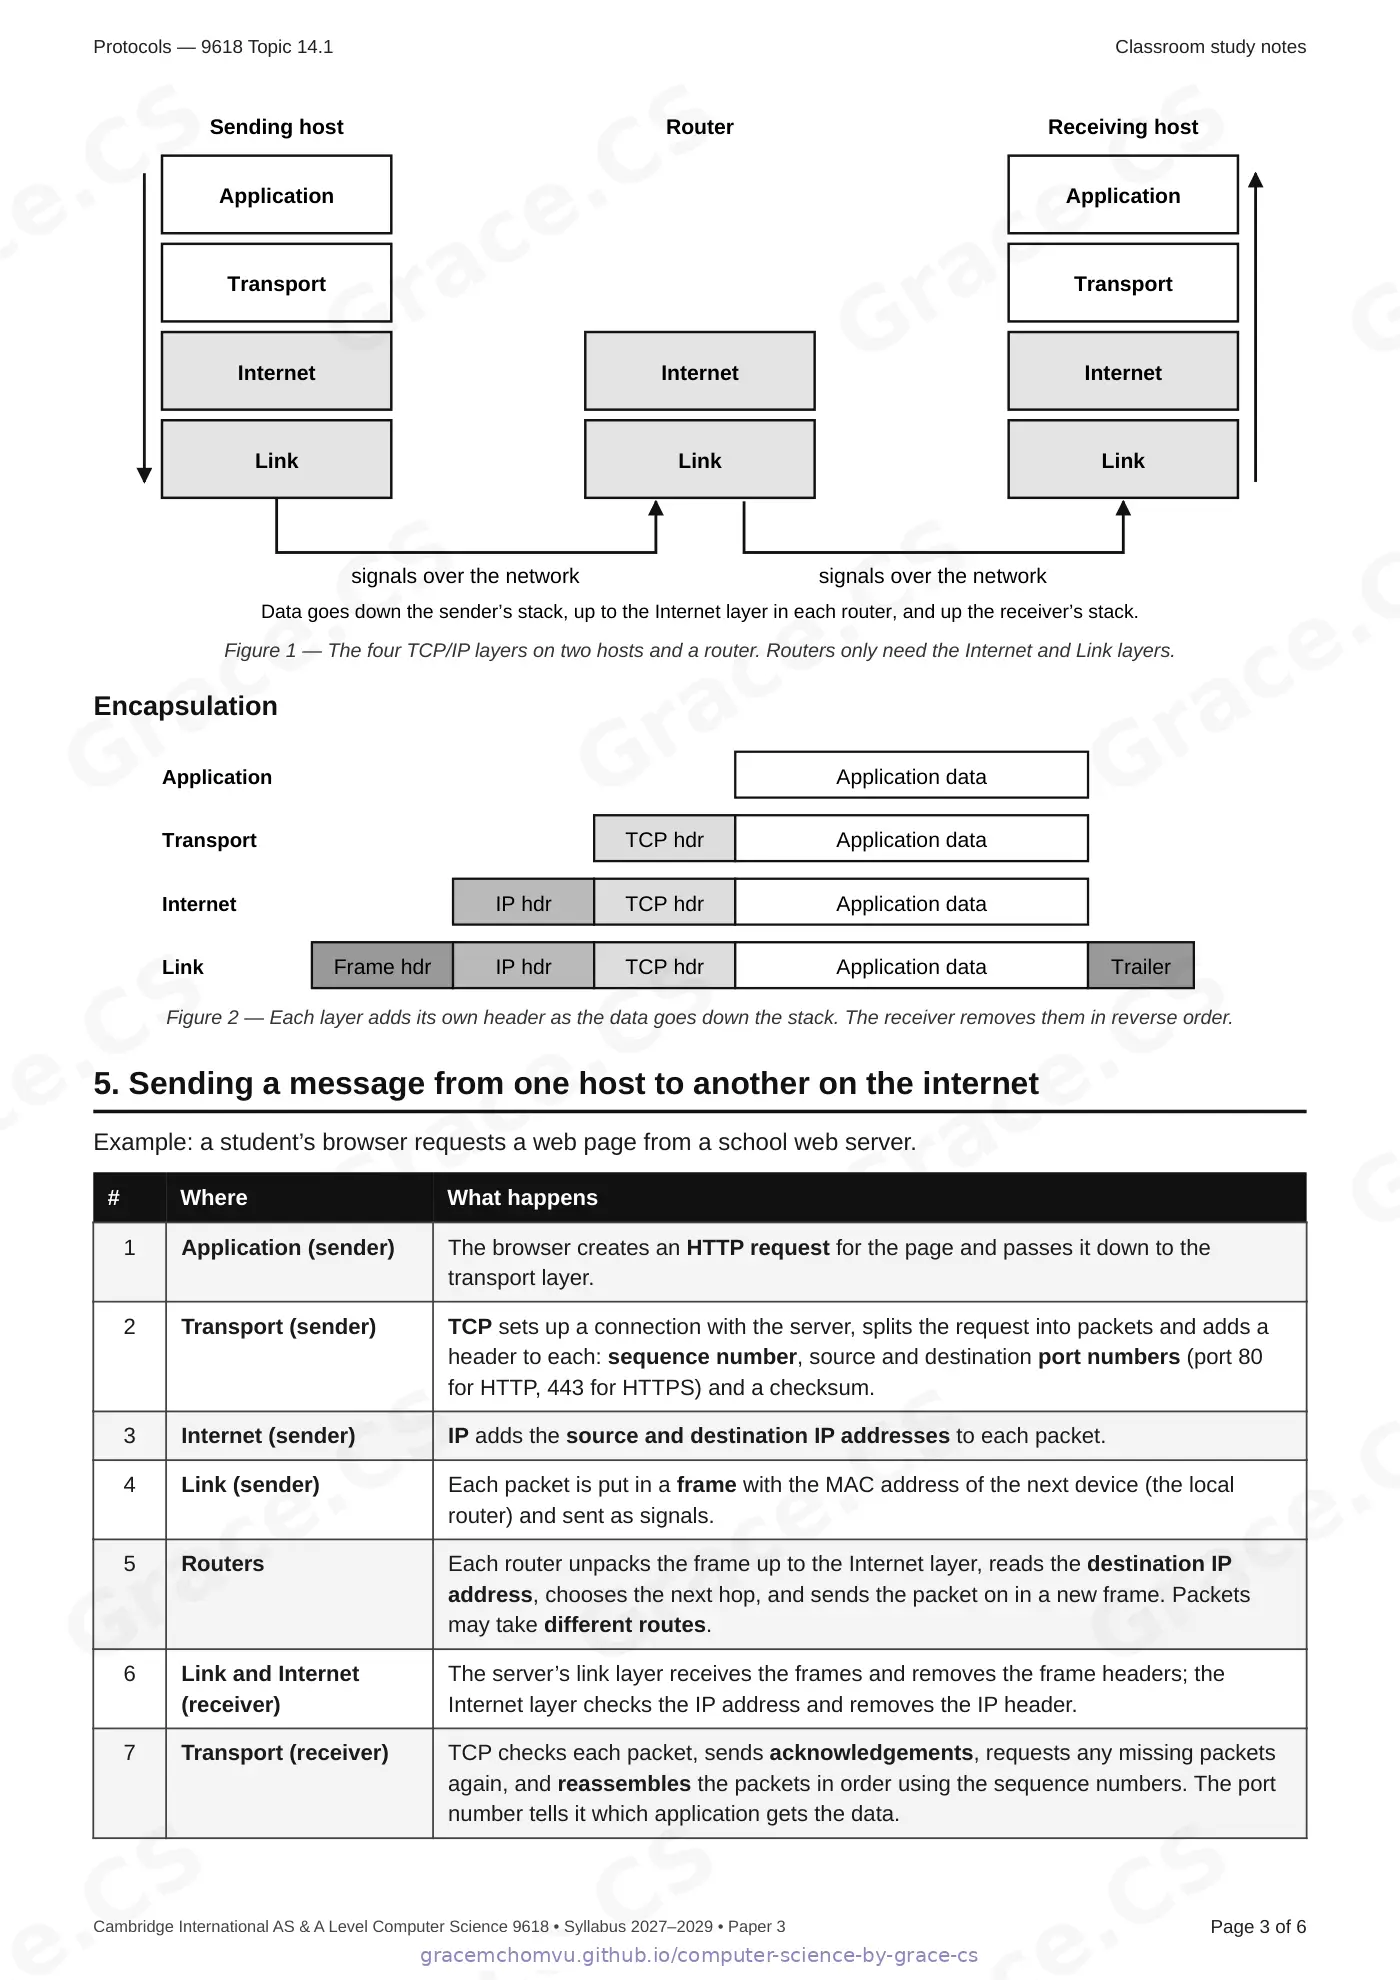 Protocols — 9618 Topic 14.1 Classroom study notes
Sending host Router Receiving host
Application Application
Transport Transport
Internet Internet Internet
Link Link Link
signals over the network signals over the network
Data goes down the sender’s stack, up to the Internet layer in each router, and up the receiver’s stack.
Figure 1 — The four TCP/IP layers on two hosts and a router. Routers only need the Internet and Link layers.
Encapsulation
Application Application data
Transport TCP hdr Application data
Internet IP hdr TCP hdr Application data
Link Frame hdr IP hdr TCP hdr Application data Trailer
Figure 2 — Each layer adds its own header as the data goes down the stack. The receiver removes them in reverse order.
5. Sending a message from one host to another on the internet
Example: a student’s browser requests a web page from a school web server.
# Where What happens
1 Application (sender) The browser creates an HTTP request for the page and passes it down to the
transport layer.
2 Transport (sender) TCP sets up a connection with the server, splits the request into packets and adds a
header to each: sequence number, source and destination port numbers (port 80
for HTTP, 443 for HTTPS) and a checksum.
3 Internet (sender) IP adds the source and destination IP addresses to each packet.
4 Link (sender) Each packet is put in a frame with the MAC address of the next device (the local
router) and sent as signals.
5 Routers Each router unpacks the frame up to the Internet layer, reads the destination IP
address, chooses the next hop, and sends the packet on in a new frame. Packets
may take different routes.
6 Link and Internet The server’s link layer receives the frames and removes the frame headers; the
(receiver) Internet layer checks the IP address and removes the IP header.
7 Transport (receiver) TCP checks each packet, sends acknowledgements, requests any missing packets
again, and reassembles the packets in order using the sequence numbers. The port
number tells it which application gets the data.
Cambridge International AS & A Level Computer Science 9618 • Syllabus 2027–2029 • Paper 3 Page 3 of 6
gracemchomvu.github.io/computer-science-by-grace-cs
Grace.CS